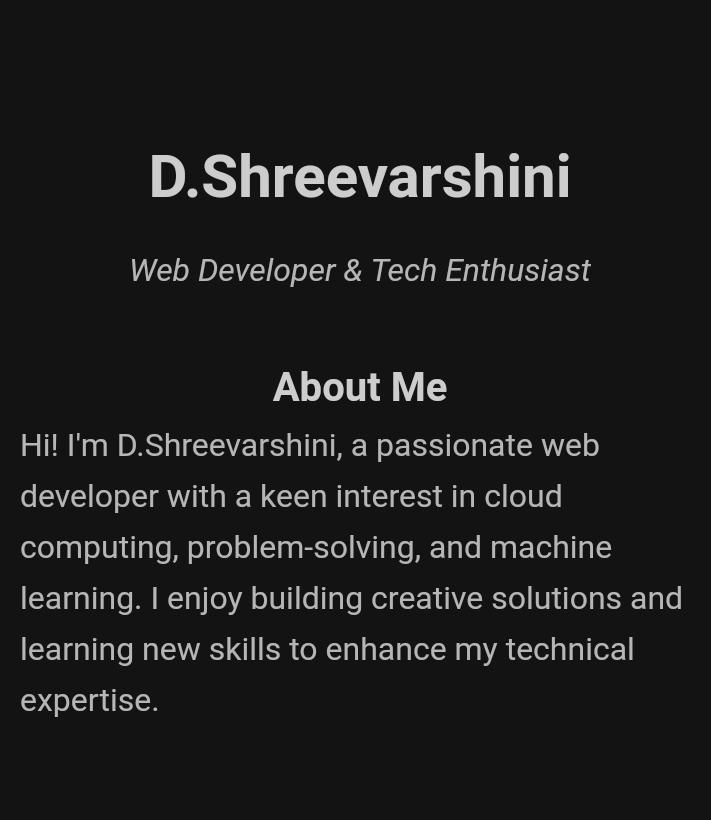 D.Shreevarshini
Web Developer & Tech Enthusiast
About Me
Hi! I'm D.Shreevarshini, a passionate web
developer with a keen interest in cloud
computing, problem-solving, and machine
learning. I enjoy building creative solutions and
learning new skills to enhance my technical
expertise.